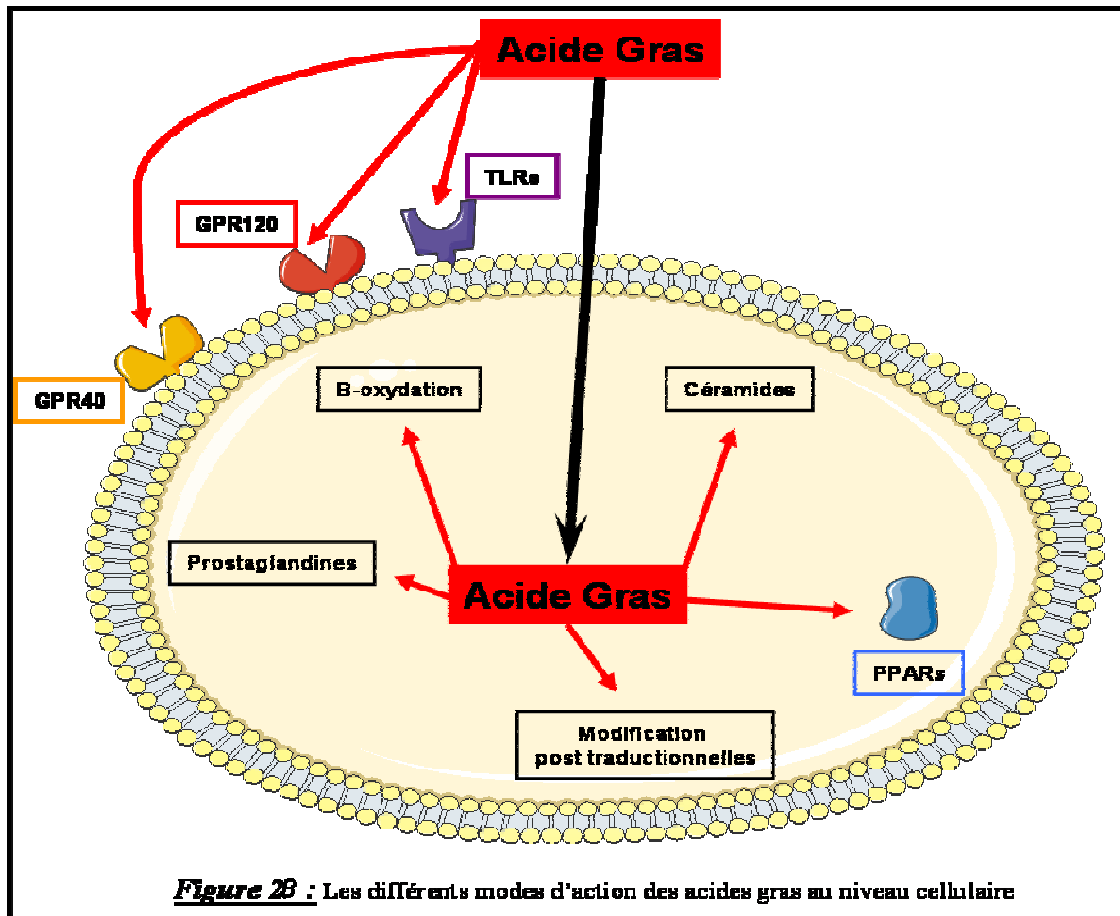 Acide Gras
TLRs
GPR120
GPR40
B-oxydation
Céramides
Prostaglandines
Acide Gras
PPARs
Modification
post traductionnelles
Figure 28 : Les différents modes d'action des acides gras au niveau cellulaire